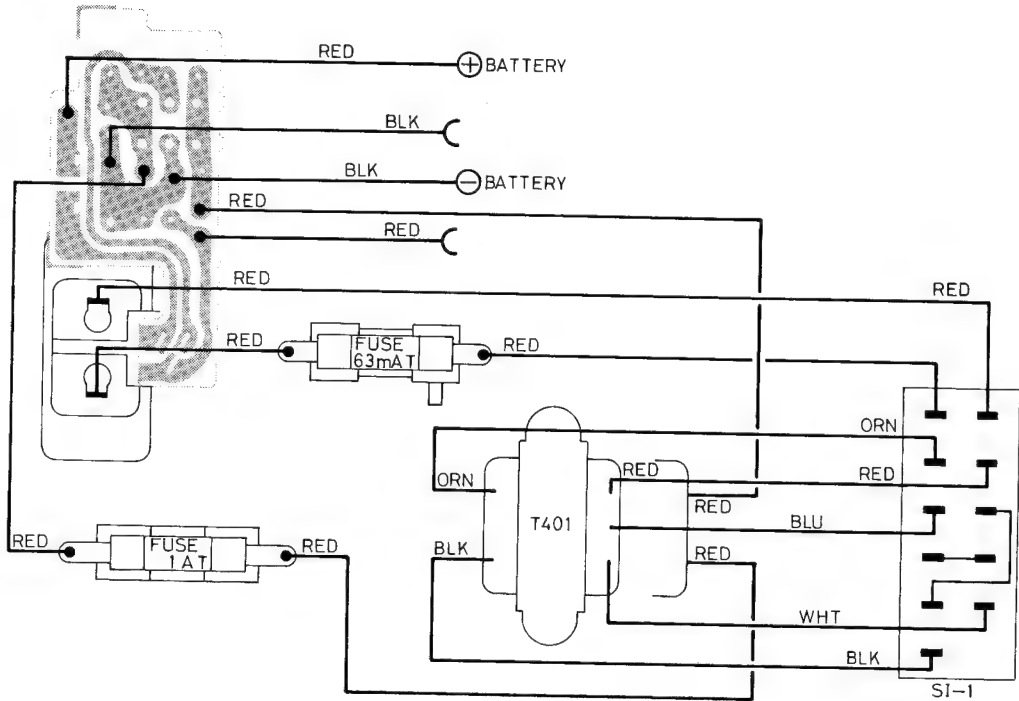 RED
⊕ BATTERY
BLK
BLK
⊖ BATTERY
RED
RED
RED
RED
RED
FUSE
63mAT
RED
ORN
ORN
RED
RED
RED
T401
BLU
BLK
RED
RED
FUSE
1AT
RED
WHT
BLK
SI-1